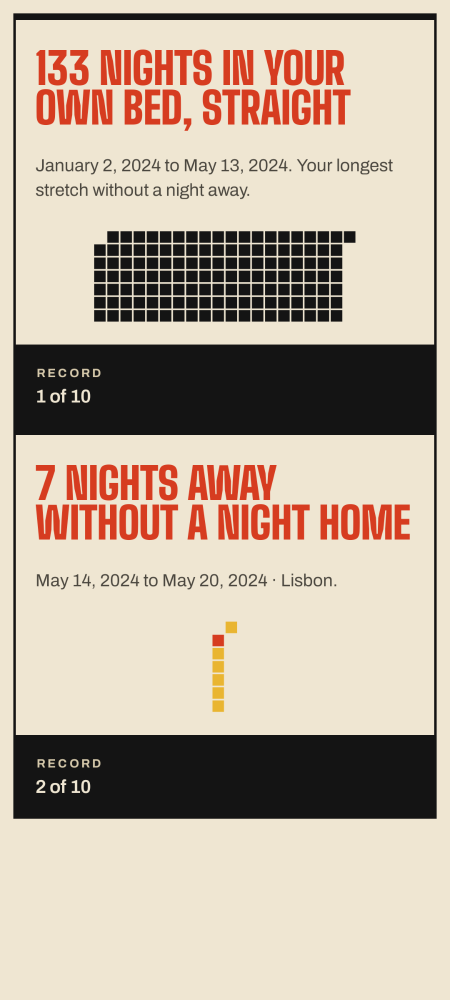 133 NIGHTS IN YOUR
OWN BED, STRAIGHT
January 2, 2024 to May 13, 2024. Your longest
stretch without a night away.
RECORD
1 of 10
7 NIGHTS AWAY
WITHOUT A NIGHT HOME
May 14, 2024 to May 20, 2024 · Lisbon.
RECORD
2 of 10